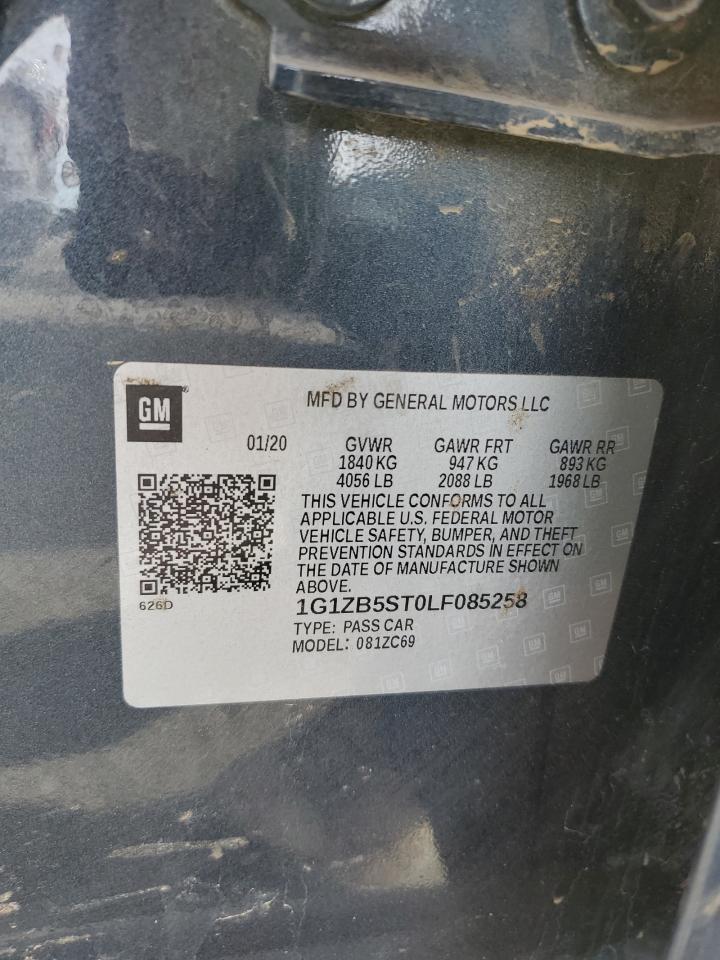 GM
MFD BY GENERAL MOTORS LLC
01/20 GVWR GAWR FRT GAWR RR
1840 KG 947 KG 893 KG
4056 LB 2088 LB 1968 LB
THIS VEHICLE CONFORMS TO ALL
APPLICABLE U.S. FEDERAL MOTOR
VEHICLE SAFETY, BUMPER, AND THEFT
PREVENTION STANDARDS IN EFFECT ON
THE DATE OF MANUFACTURE SHOWN
ABOVE.
626D
1G1ZB5ST0LF085258
TYPE: PASS CAR
MODEL: 081ZC69